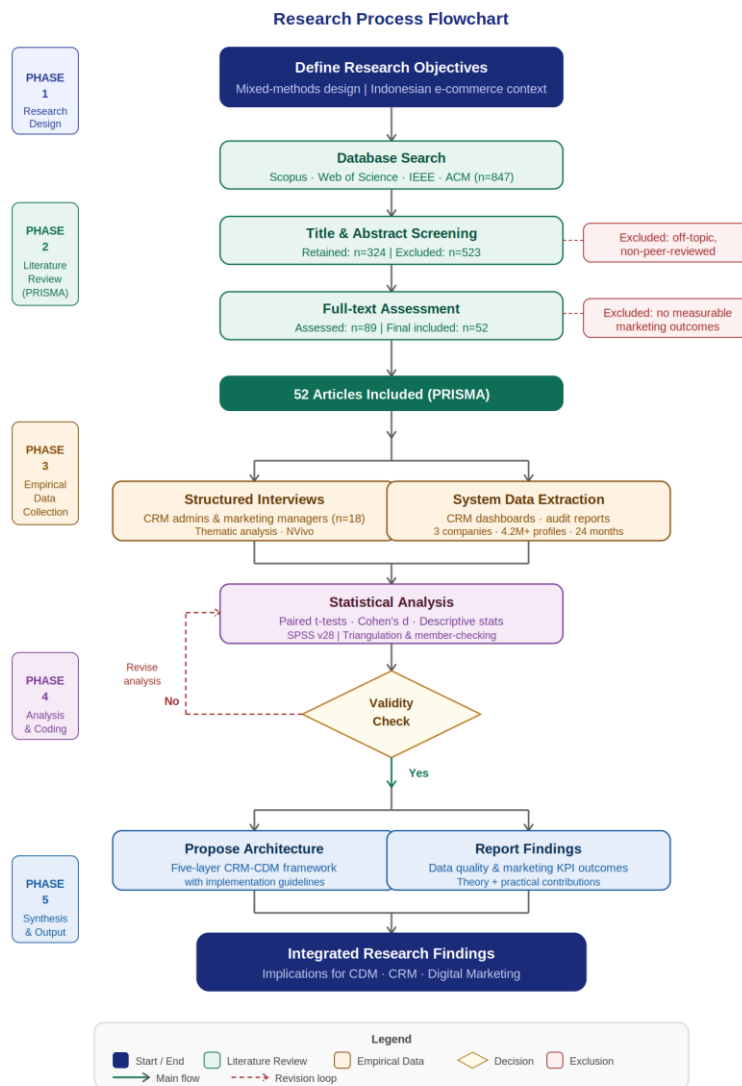 Research Process Flowchart
PHASE
1
Research
Design
Define Research Objectives
Mixed-methods design | Indonesian e-commerce context
Database Search
Scopus · Web of Science · IEEE · ACM (n=847)
PHASE
2
Literature
Review
(PRISMA)
Title & Abstract Screening
Retained: n=324 | Excluded: n=523
Excluded: off-topic,
non-peer-reviewed
Full-text Assessment
Assessed: n=89 | Final included: n=52
Excluded: no measurable
marketing outcomes
52 Articles Included (PRISMA)
PHASE
3
Empirical
Data
Collection
Structured Interviews
CRM admins & marketing managers (n=18)
Thematic analysis · NVivo
System Data Extraction
CRM dashboards · audit reports
3 companies · 4.2M+ profiles · 24 months
Statistical Analysis
Paired t-tests · Cohen's d · Descriptive stats
SPSS v28 | Triangulation & member-checking
PHASE
4
Analysis
& Coding
Revise
analysis
No
Validity
Check
Yes
PHASE
5
Synthesis
& Output
Propose Architecture
Five-layer CRM-CDM framework
with implementation guidelines
Report Findings
Data quality & marketing KPI outcomes
Theory + practical contributions
Integrated Research Findings
Implications for CDM · CRM · Digital Marketing
Legend
Start / End
Literature Review
Empirical Data
Decision
Exclusion
Main flow
Revision loop